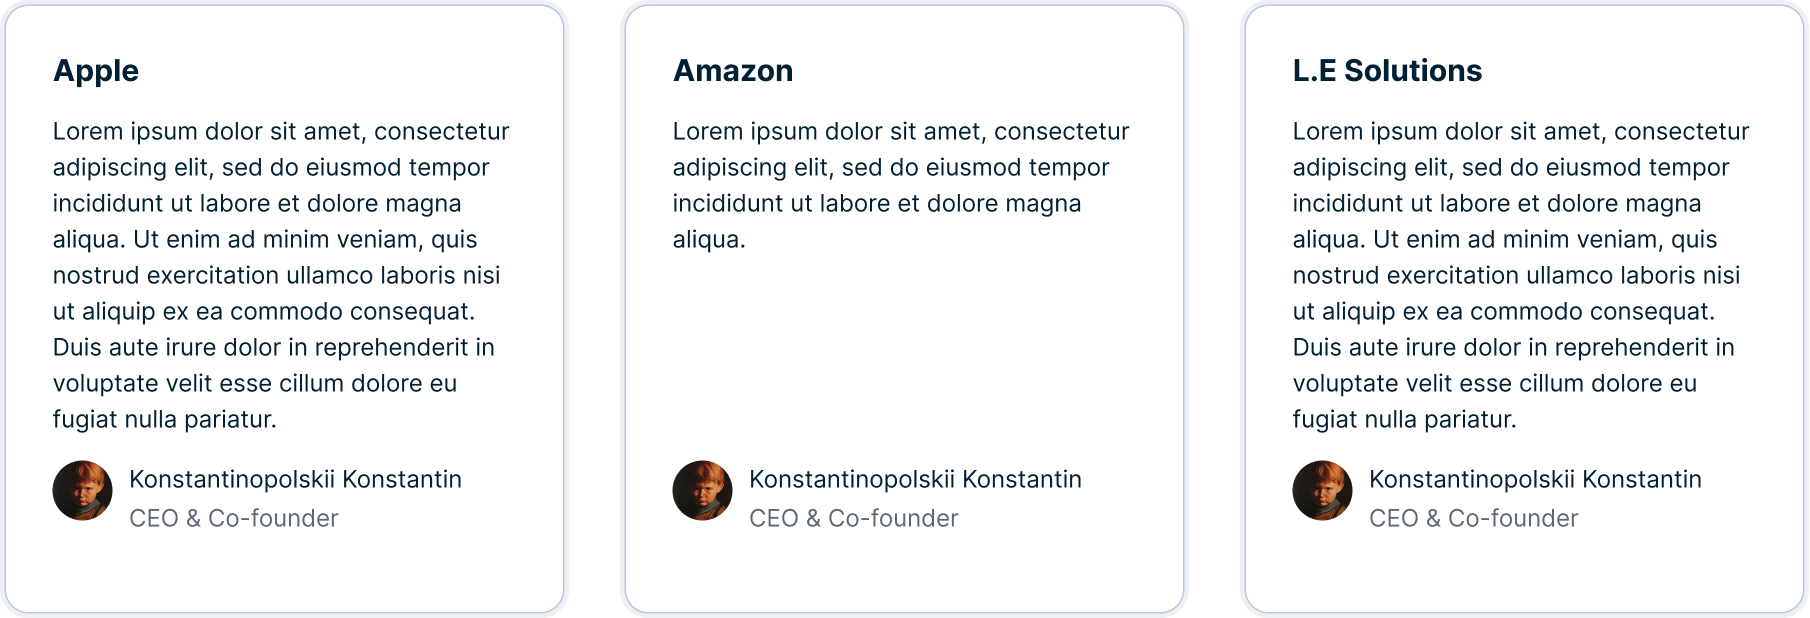 Apple
Lorem ipsum dolor sit amet, consectetur
adipiscing elit, sed do eiusmod tempor
incididunt ut labore et dolore magna
aliqua. Ut enim ad minim veniam, quis
nostrud exercitation ullamco laboris nisi
ut aliquip ex ea commodo consequat.
Duis aute irure dolor in reprehenderit in
voluptate velit esse cillum dolore eu
fugiat nulla pariatur.
Konstantinopolskii Konstantin
CEO & Co-founder
Amazon
Lorem ipsum dolor sit amet, consectetur
adipiscing elit, sed do eiusmod tempor
incididunt ut labore et dolore magna
aliqua.
Konstantinopolskii Konstantin
CEO & Co-founder
L.E Solutions
Lorem ipsum dolor sit amet, consectetur
adipiscing elit, sed do eiusmod tempor
incididunt ut labore et dolore magna
aliqua. Ut enim ad minim veniam, quis
nostrud exercitation ullamco laboris nisi
ut aliquip ex ea commodo consequat.
Duis aute irure dolor in reprehenderit in
voluptate velit esse cillum dolore eu
fugiat nulla pariatur.
Konstantinopolskii Konstantin
CEO & Co-founder